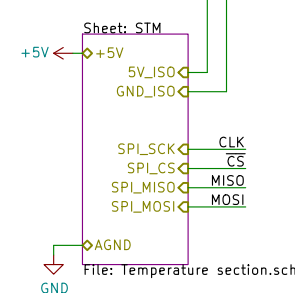 Sheet: STM
+5V
+5V
5V_ISO
GND_ISO
SPI_SCK
CLK
SPI_CS
CS
SPI_MISO
MISO
SPI_MOSI
MOSI
AGND
File: Temperature section.sch
GND